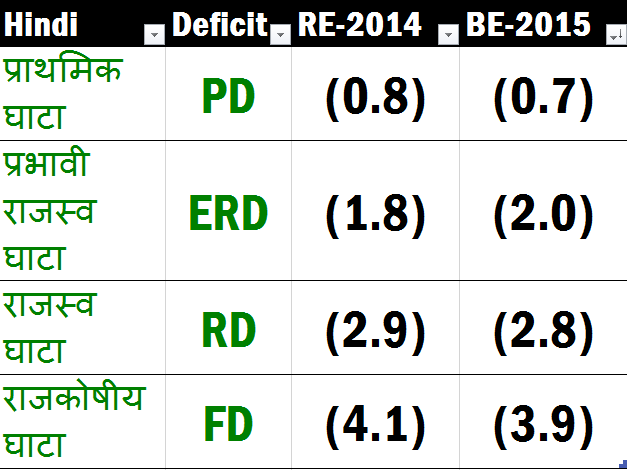 Hindi Deficit RE-2014 BE-2015
प्राथमिक
घाटा PD (0.8) (0.7)
प्रभावी
राजस्व
घाटा ERD (1.8) (2.0)
राजस्व
घाटा RD (2.9) (2.8)
राजकोषीय
घाटा FD (4.1) (3.9)